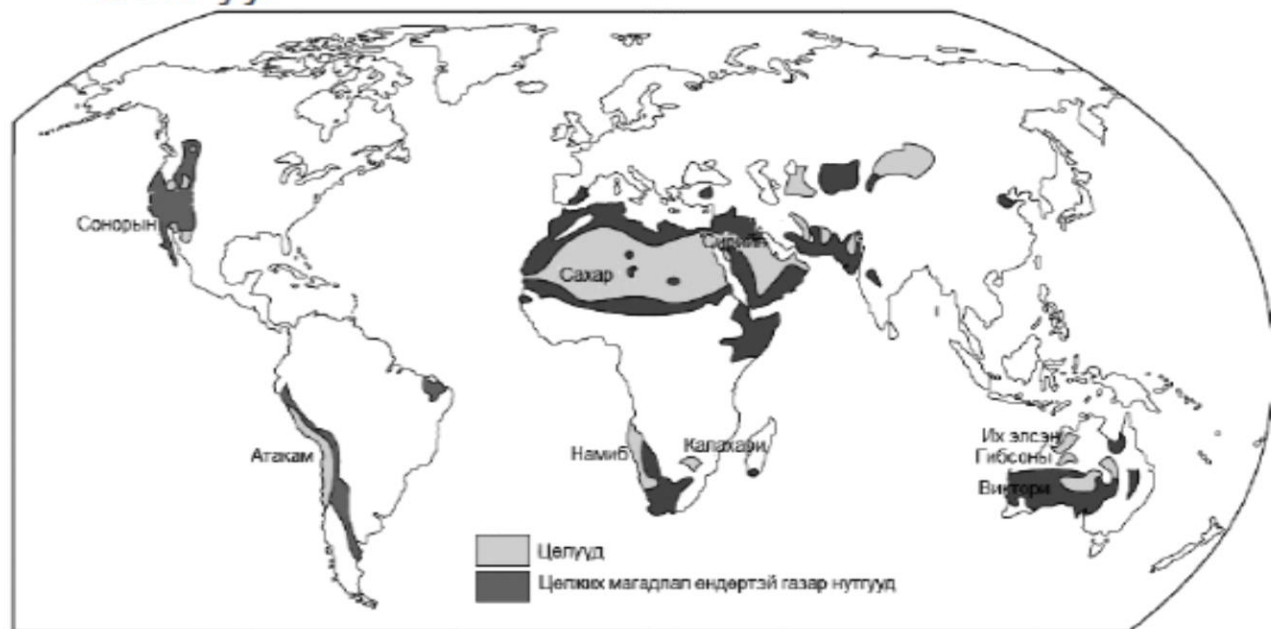 Сонорын
Сахар
Сирийн
Атакам
Намиб
Калахари
Их элсэн
Гибсоны
Виктори
Цөлүүд
Цөлжих магадлал өндөртэй газар нутгууд